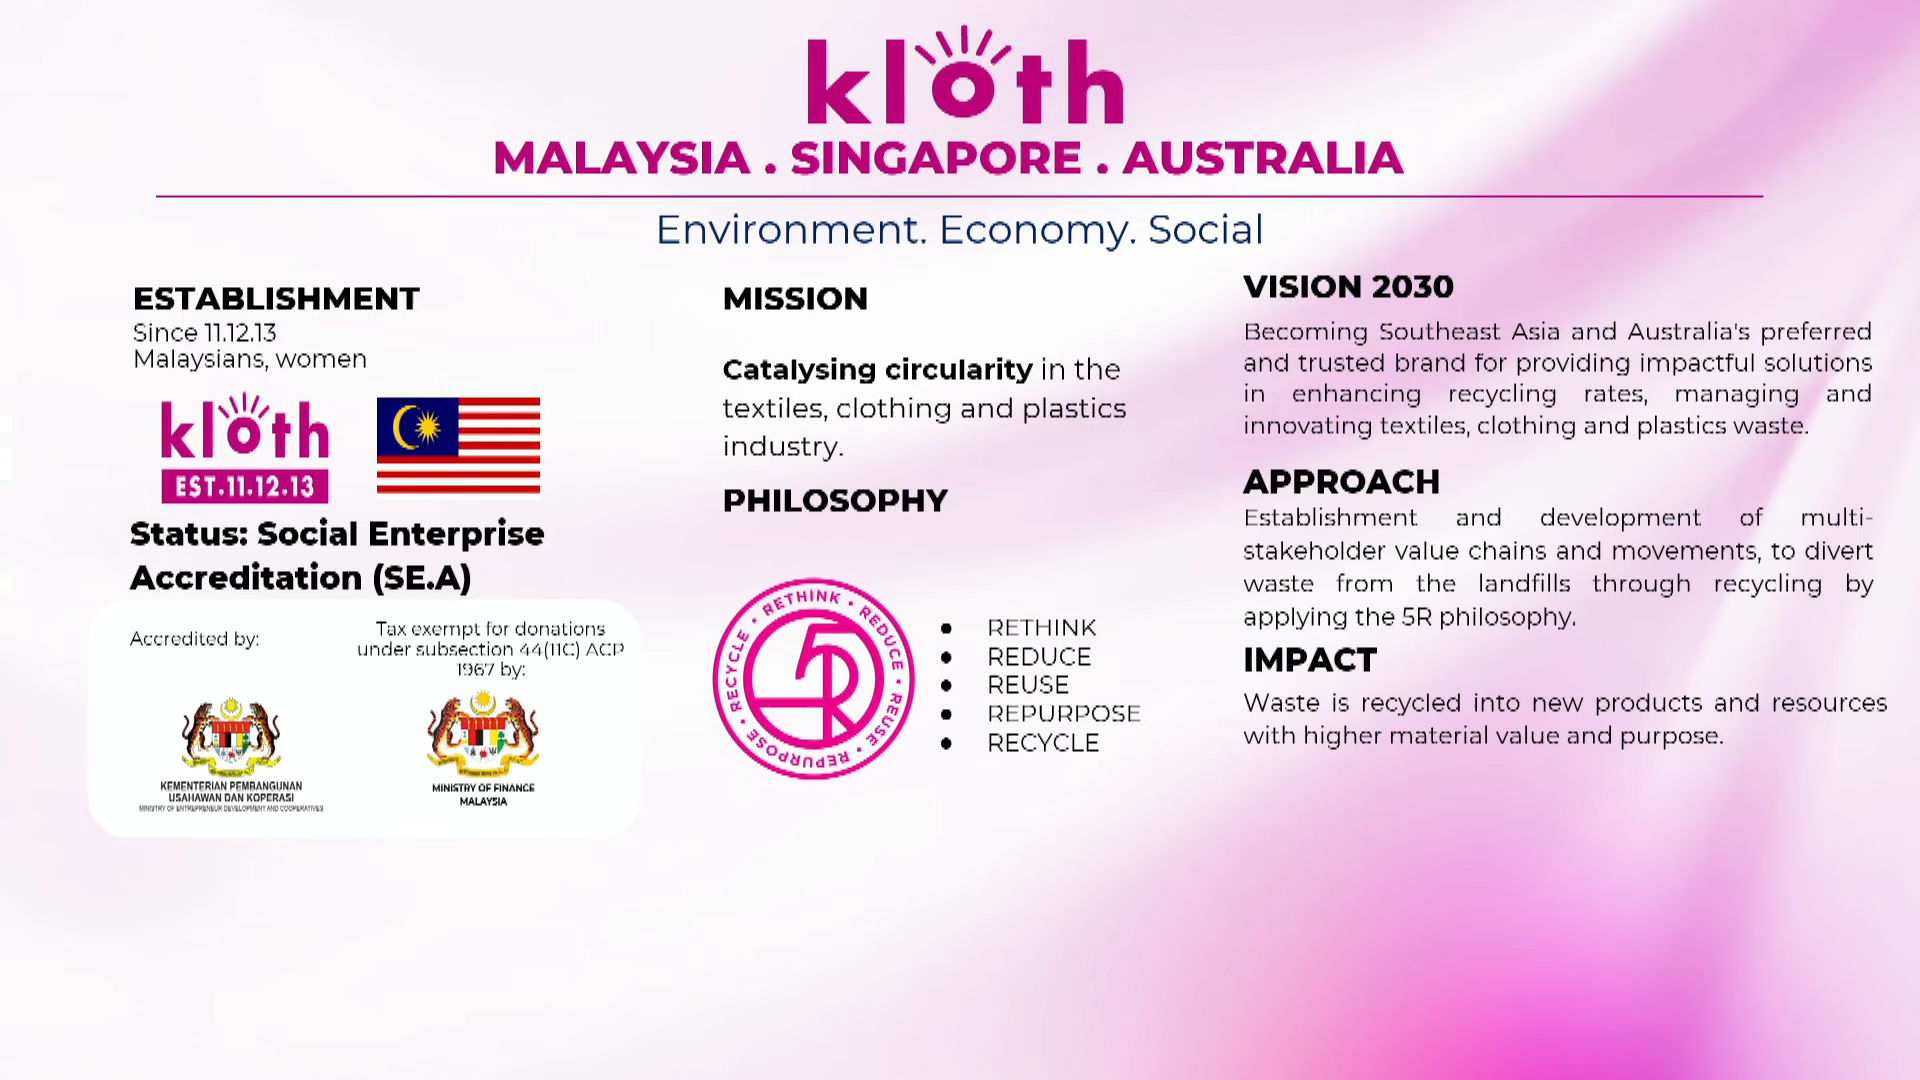 kloth
MALAYSIA . SINGAPORE . AUSTRALIA
Environment. Economy. Social
ESTABLISHMENT
Since 11.12.13
Malaysians, women
kloth
EST.11.12.13
Status: Social Enterprise
Accreditation (SE.A)
Accredited by:
KEMENTERIAN PEMBANGUNAN
USAHAWAN DAN KOPERASI
MINISTRY OF ENTREPRENEUR DEVELOPMENT AND COOPERATIVES
Tax exempt for donations
under subsection 44(11C) ACP
1967 by:
MINISTRY OF FINANCE
MALAYSIA
MISSION
Catalysing circularity in the
textiles, clothing and plastics
industry.
PHILOSOPHY
RETHINK • REDUCE • REUSE • REPURPOSE • RECYCLE •
5R
• RETHINK
• REDUCE
• REUSE
• REPURPOSE
• RECYCLE
VISION 2030
Becoming Southeast Asia and Australia's preferred
and trusted brand for providing impactful solutions
in enhancing recycling rates, managing and
innovating textiles, clothing and plastics waste.
APPROACH
Establishment and development of multi-
stakeholder value chains and movements, to divert
waste from the landfills through recycling by
applying the 5R philosophy.
IMPACT
Waste is recycled into new products and resources
with higher material value and purpose.